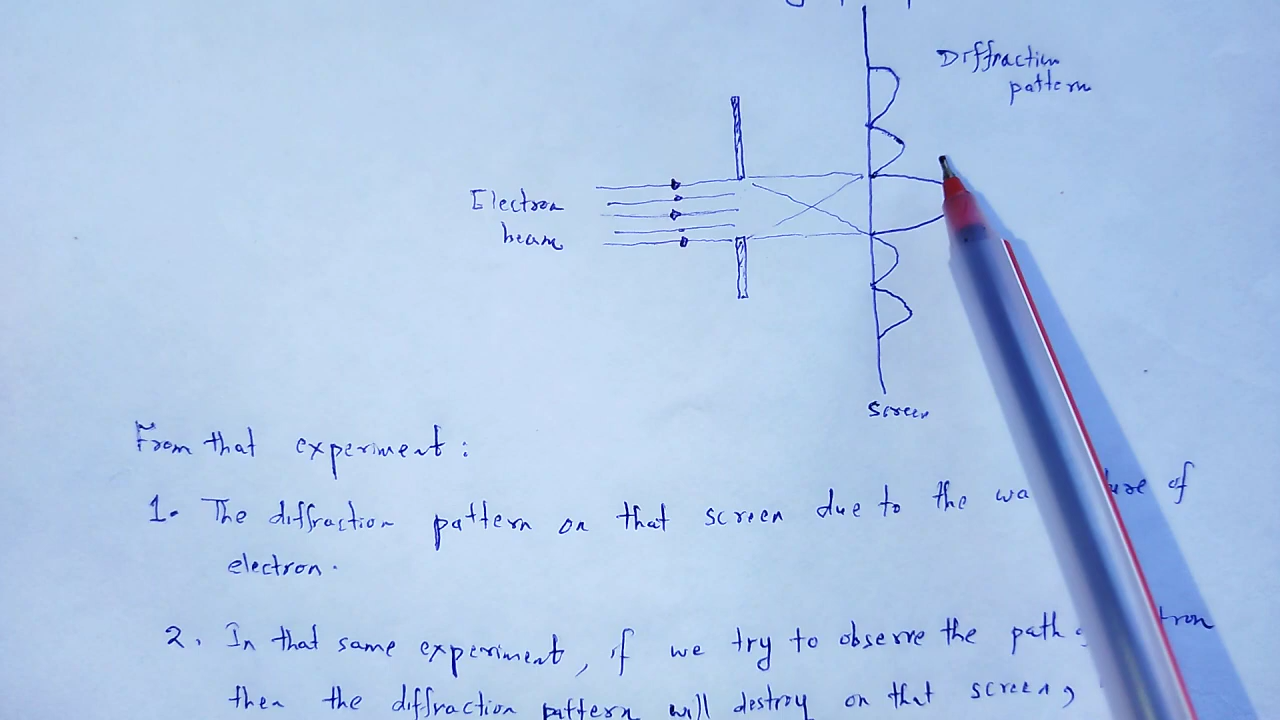 Diffraction
pattern
Electron
beam
Screen
From that experiment:
1. The diffraction pattern on that screen due to the of
electron.
2. In that same experiment, if we try to observe the path
then the diffraction pattern will destroy on that screen,